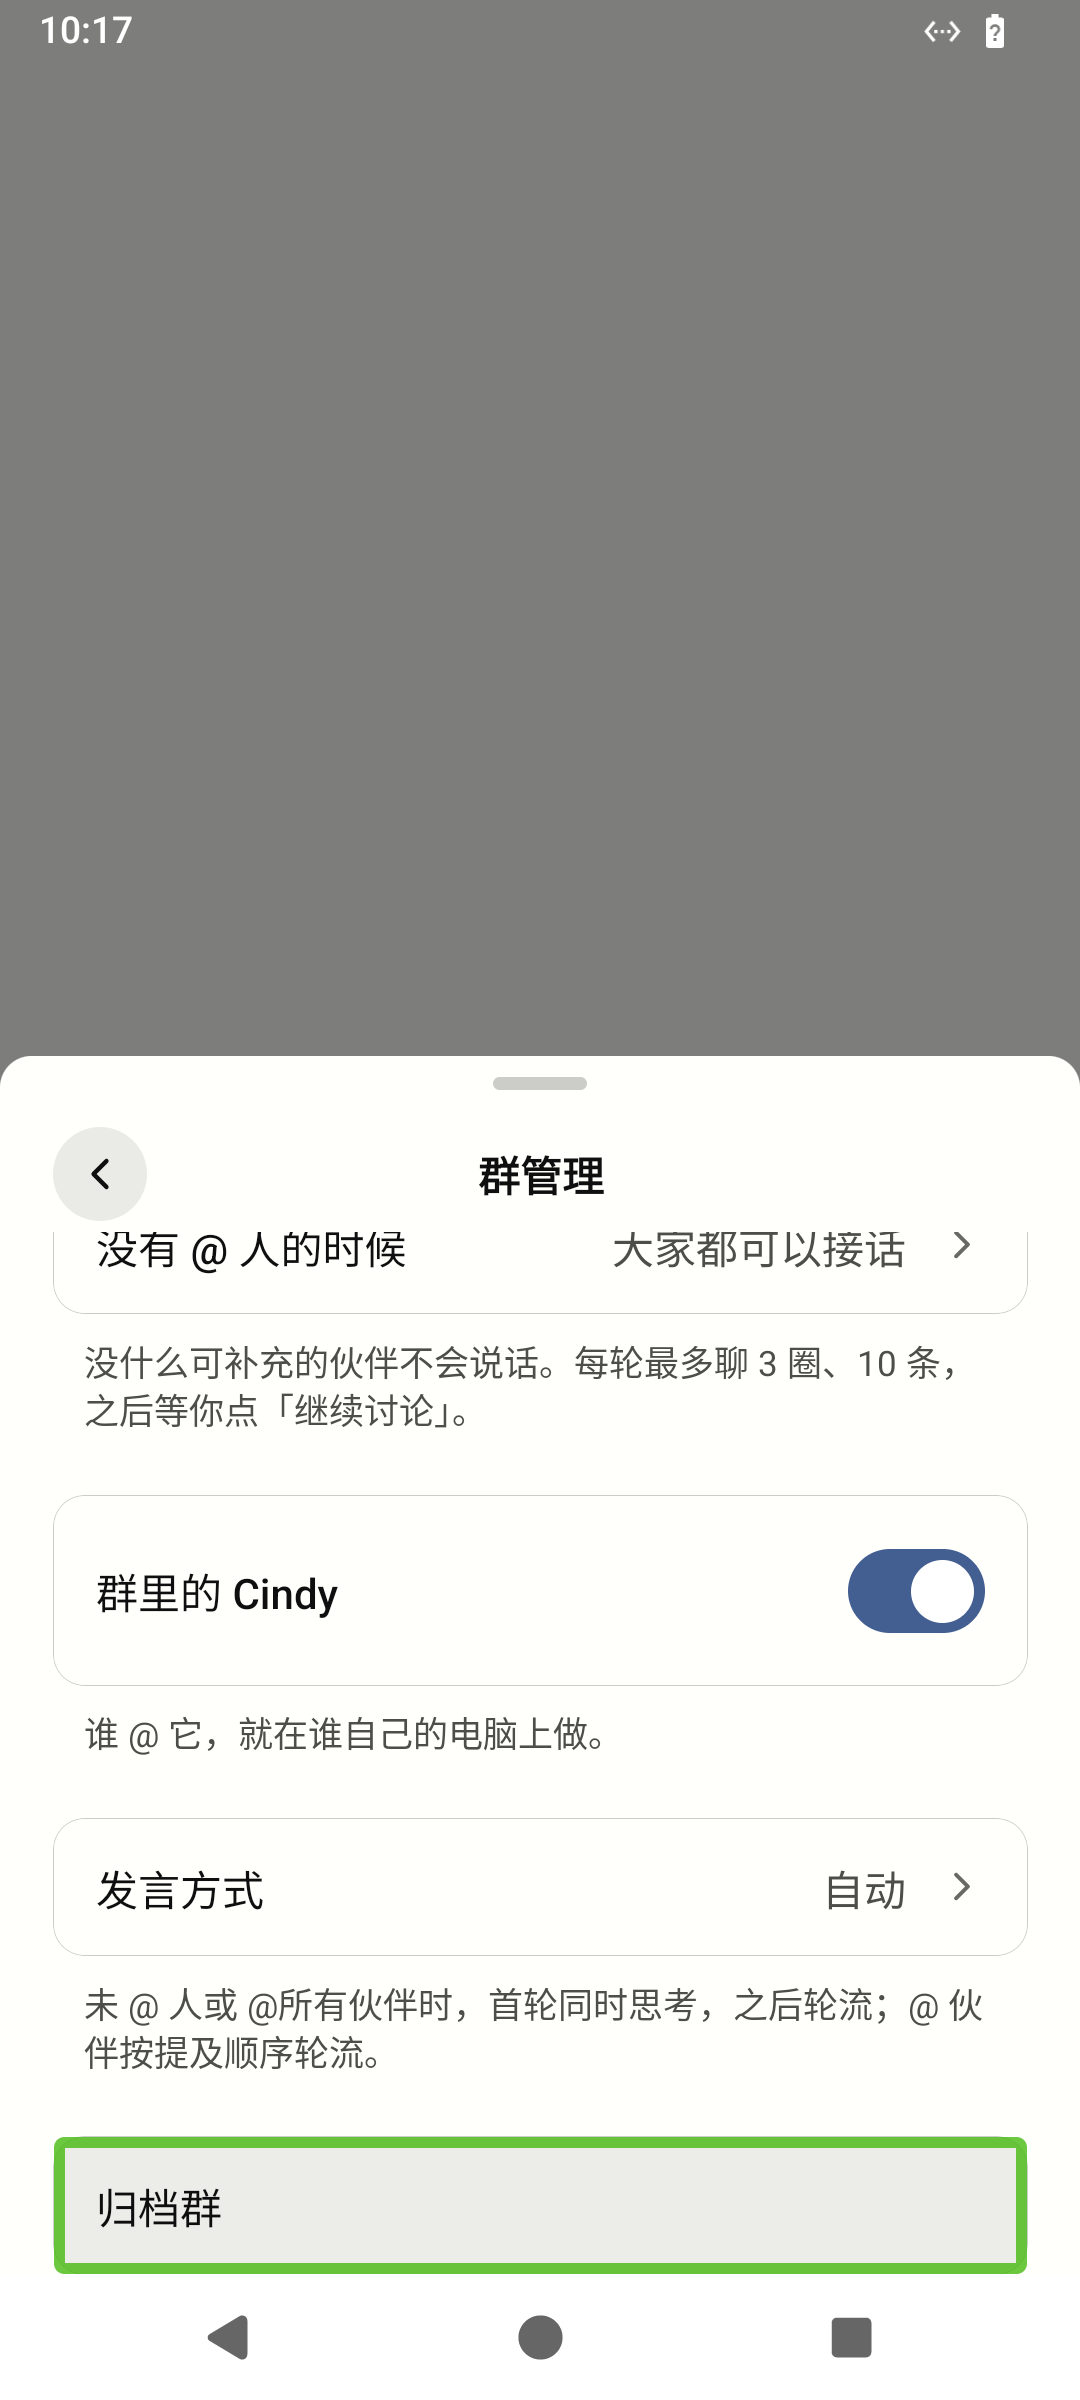 10:17
群管理
没有 @ 人的时候
大家都可以接话
没什么可补充的伙伴不会说话。每轮最多聊 3 圈、10 条，
之后等你点「继续讨论」。
群里的 Cindy
谁 @ 它，就在谁自己的电脑上做。
发言方式
自动
未 @ 人或 @所有伙伴时，首轮同时思考，之后轮流；@ 伙
伴按提及顺序轮流。
归档群